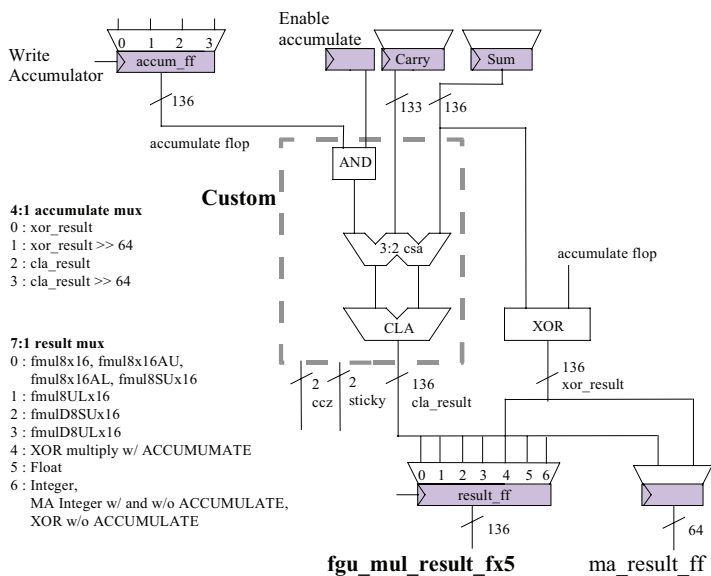 Enable
accumulate
0 1 2 3
Write
Accumulator
accum_ff
Carry
Sum
136
133
136
accumulate flop
AND
Custom
4:1 accumulate mux
0 : xor_result
1 : xor_result >> 64
2 : cla_result
3 : cla_result >> 64
3:2 csa
accumulate flop
CLA
XOR
7:1 result mux
0 : fmul8x16, fmul8x16AU,
fmul8x16AL, fmul8SUx16
1 : fmul8ULx16
2 : fmulD8SUx16
3 : fmulD8ULx16
4 : XOR multiply w/ ACCUMUMATE
5 : Float
6 : Integer,
MA Integer w/ and w/o ACCUMULATE,
XOR w/o ACCUMULATE
2
ccz
2
sticky
136
cla_result
136
xor_result
0 1 2 3 4 5 6
result_ff
136
64
fgu_mul_result_fx5
ma_result_ff